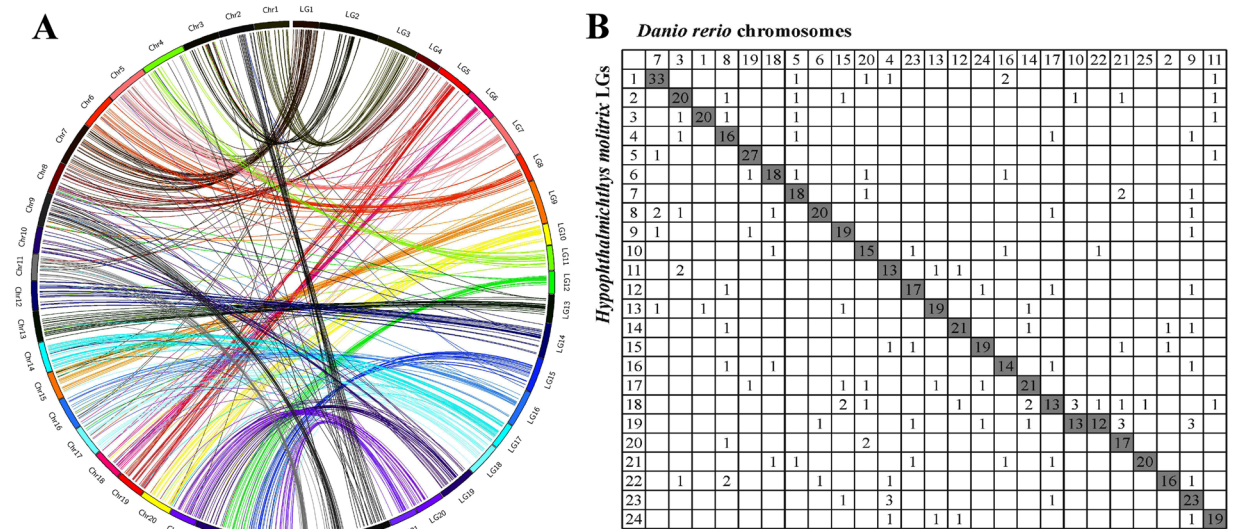 A
Chr1
Chr2
Chr3
Chr4
Chr5
Chr6
Chr7
Chr8
Chr9
Chr10
Chr11
Chr12
Chr13
Chr14
Chr15
Chr16
Chr17
Chr18
Chr19
Chr20
LG1
LG2
LG3
LG4
LG5
LG6
LG7
LG8
LG9
LG10
LG11
LG12
LG13
LG14
LG15
LG16
LG17
LG18
LG19
LG20
B
Danio rerio chromosomes
Hypophthalmichthys molitrix LGs
7 3 1 8 19 18 5 6 15 20 4 23 13 12 24 16 14 17 10 22 21 25 2 9 11
1 33 1 1 1 2 1
2 20 1 1 1 1 1 1
3 1 20 1 1 1
4 1 16 1 1 1
5 1 27 1
6 1 18 1 1 1
7 18 1 2 1
8 2 1 1 20 1 1
9 1 1 19 1
10 1 15 1 1 1
11 2 13 1 1
12 1 17 1 1 1
13 1 1 1 19 1
14 1 21 1 1 1
15 1 1 19 1 1
16 1 1 14 1 1
17 1 1 1 1 1 21
18 2 1 1 2 13 3 1 1 1 1
19 1 1 1 1 13 12 3 3
20 1 2 17
21 1 1 1 1 1 20
22 1 2 1 1 16 1
23 1 3 1 23
24 1 1 1 1 19